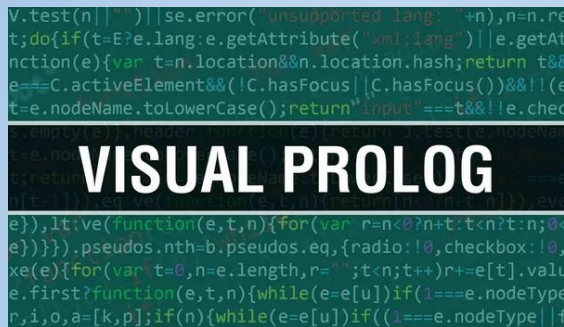 V.test(n||"")||se.error("unsupported lang: "+n),n=n.re
t;do{if(t=E?e.lang:e.getAttribute("xml:lang")||e.getAt
nction(e){var t=n.location&&n.location.hash;return t&&
e===C.activeElement&&(!C.hasFocus||C.hasFocus())&&!!(e
t=e.nodeName.toLowerCase();return"input"===t&&!!e.chec
VISUAL PROLOG
e}),lt:ve(function(e,t,n){for(var r=n<0?n+t:t<n?t:n;0<
e})}}).pseudos.nth=b.pseudos.eq,{radio:!0,checkbox:!0,
xe(e){for(var t=0,n=e.length,r="";t<n;t++)r+=e[t].valu
e.first?function(e,t,n){while(e=e[u])if(1===e.nodeType
r,i,o,a=[k,p];if(n){while(e=e[u])if((1===e.nodeType||f